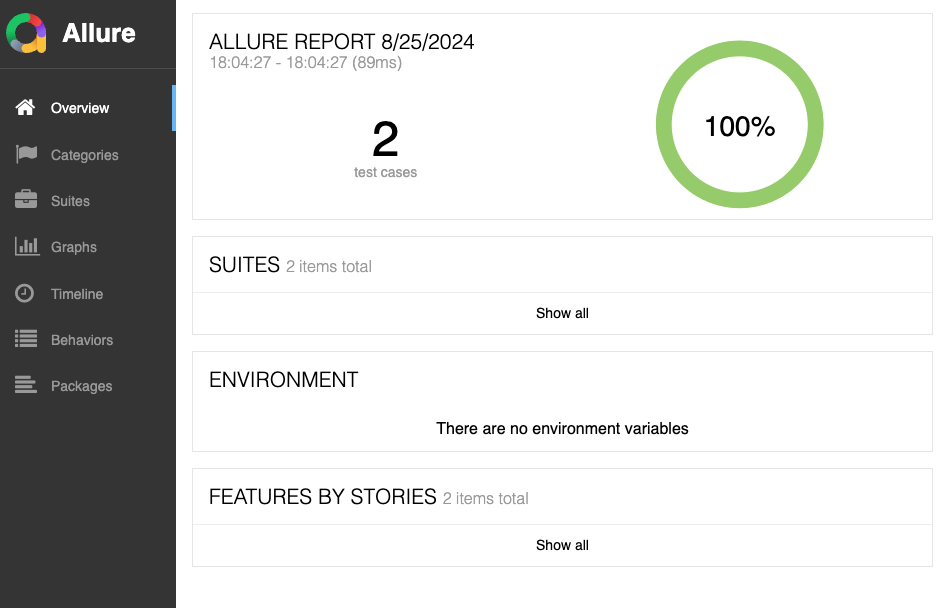 Allure
Overview
Categories
Suites
Graphs
Timeline
Behaviors
Packages
ALLURE REPORT 8/25/2024
18:04:27 - 18:04:27 (89ms)
2
test cases
100%
SUITES 2 items total
Show all
ENVIRONMENT
There are no environment variables
FEATURES BY STORIES 2 items total
Show all